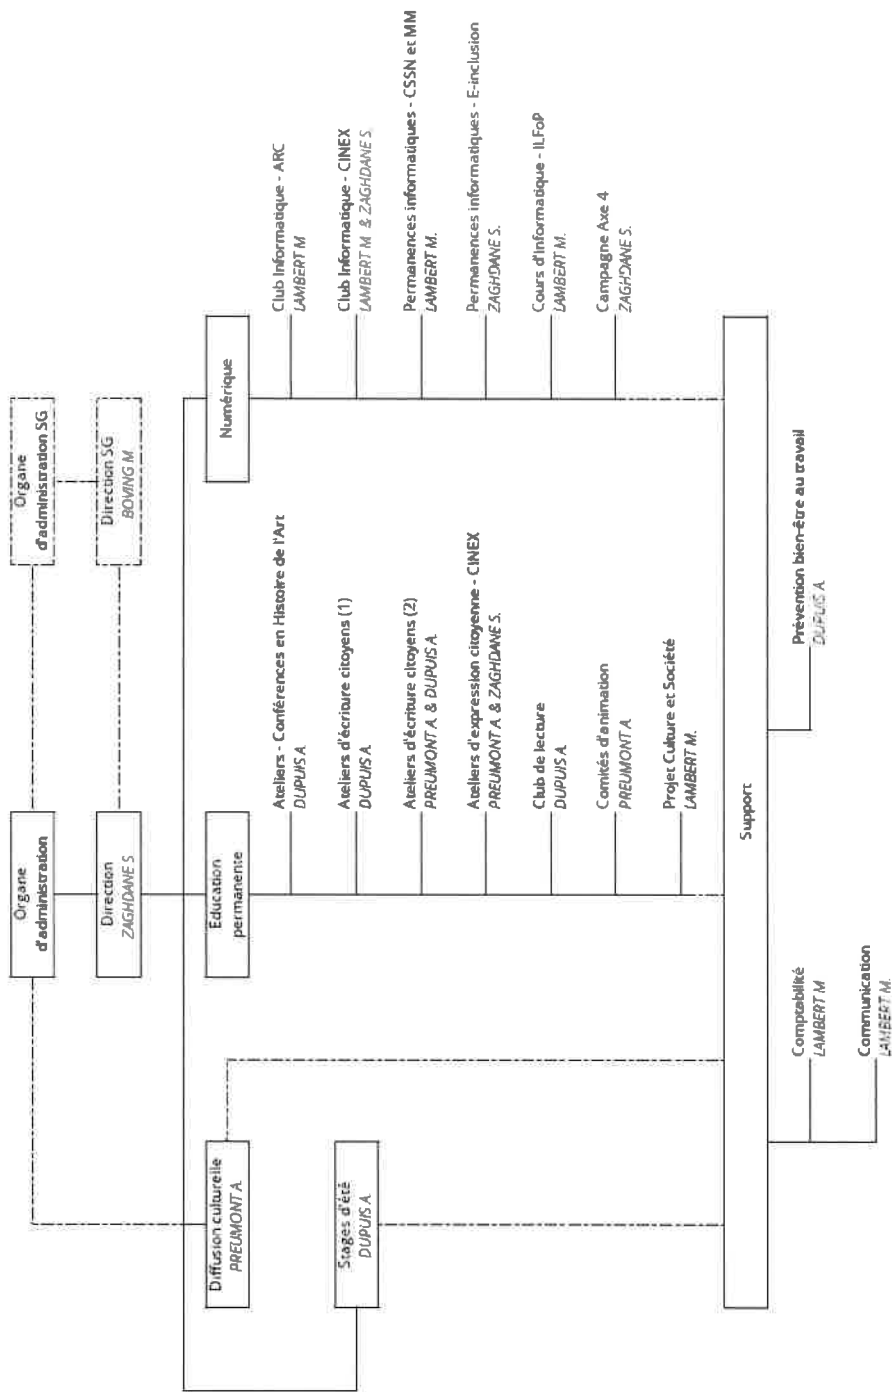 Organe
d'administration
Organe
d'administration SG
Direction
ZAGHDANE S.
Direction SG
BOVING M.
Diffusion culturelle
PREUMONT A.
Stages d'été
DUPUIS A.
Education
permanente
Ateliers - Conférences en Histoire de l'Art
DUPUIS A.
Ateliers d'écriture citoyens (1)
DUPUIS A.
Ateliers d'écriture citoyens (2)
PREUMONT A. & DUPUIS A.
Ateliers d'expression citoyenne - CINEX
PREUMONT A. & ZAGHDANE S.
Club de lecture
DUPUIS A.
Comités d'animation
PREUMONT A.
Projet Culture et Société
LAMBERT M.
Numérique
Club Informatique - ARC
LAMBERT M
Club Informatique - CINEX
LAMBERT M & ZAGHDANE S.
Permanences informatiques - CSSN et MM
LAMBERT M.
Permanences informatiques - E-inclusion
ZAGHDANE S.
Cours d'Informatique - ILFoP
LAMBERT M.
Campagne Axe 4
ZAGHDANE S.
Support
Comptabilité
LAMBERT M
Communication
LAMBERT M.
Prévention bien-être au travail
DUPUIS A.